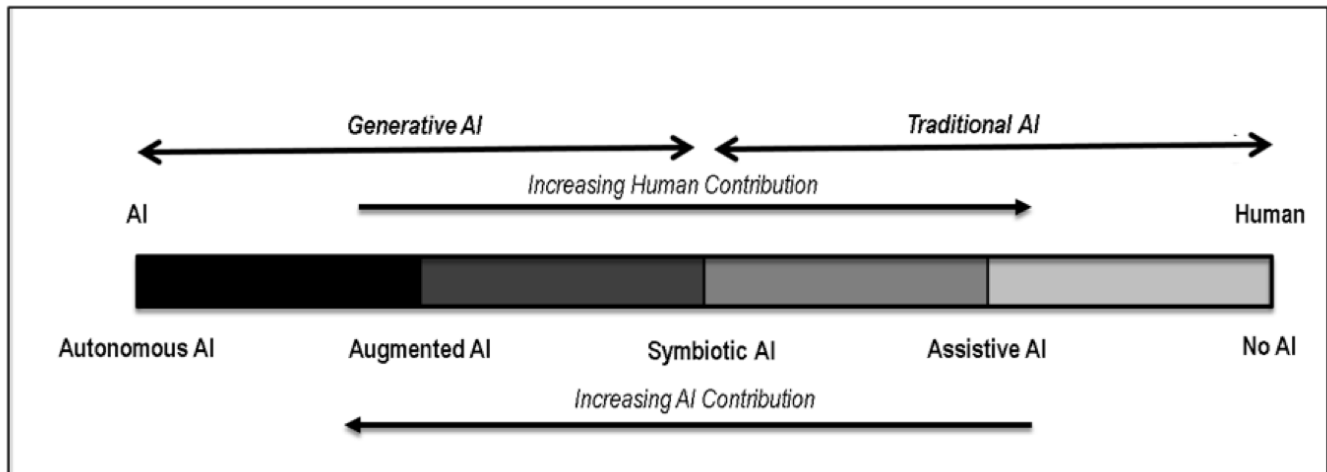 Generative AI Traditional AI
Increasing Human Contribution
AI Human
Autonomous AI Augmented AI Symbiotic AI Assistive AI No AI
Increasing AI Contribution